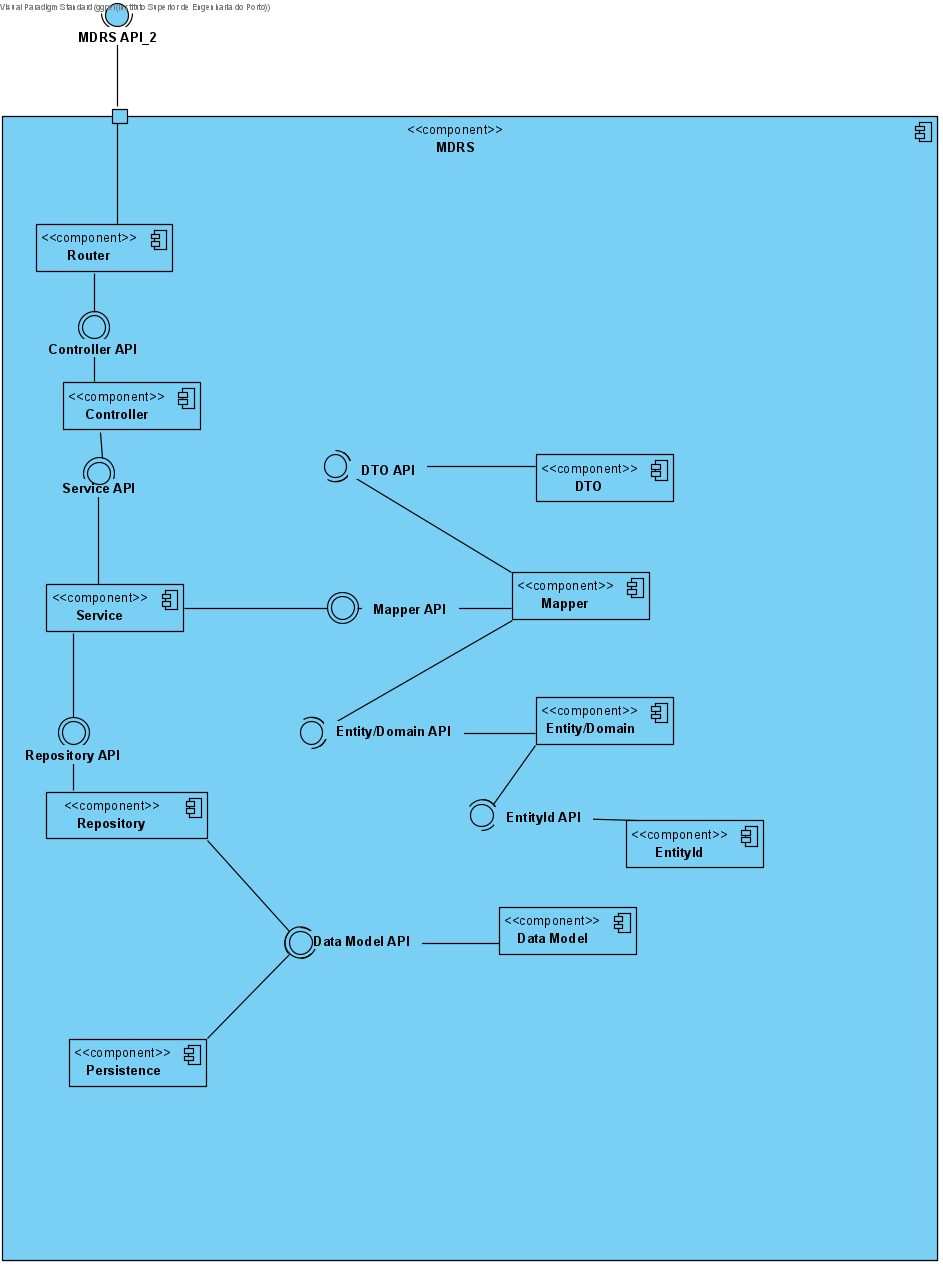 Visual Paradigm Standard
Instituto Superior de Engenharia do Porto))
MDRS API_2
<<component>>
MDRS
<<component>>
Router
Controller API
<<component>>
Controller
Service API
DTO API
<<component>>
DTO
<<component>>
Service
Mapper API
<<component>>
Mapper
Repository API
Entity/Domain API
<<component>>
Entity/Domain
<<component>>
Repository
EntityId API
<<component>>
EntityId
Data Model API
<<component>>
Data Model
<<component>>
Persistence